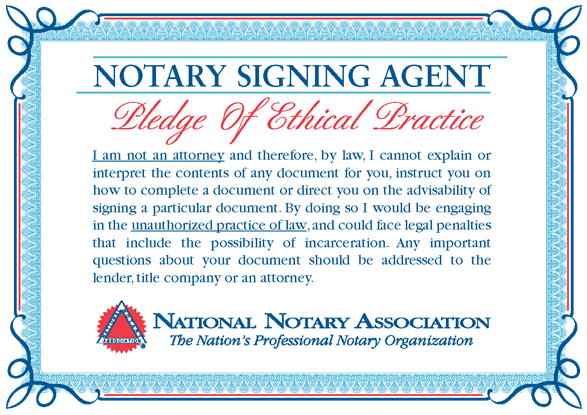 NOTARY SIGNING AGENT
Pledge Of Ethical Practice
I am not an attorney and therefore, by law, I cannot explain or
interpret the contents of any document for you, instruct you on
how to complete a document or direct you on the advisability of
signing a particular document. By doing so I would be engaging
in the unauthorized practice of law, and could face legal penalties
that include the possibility of incarceration. Any important
questions about your document should be addressed to the
lender, title company or an attorney.
NATIONAL NOTARY ASSOCIATION
The Nation's Professional Notary Organization